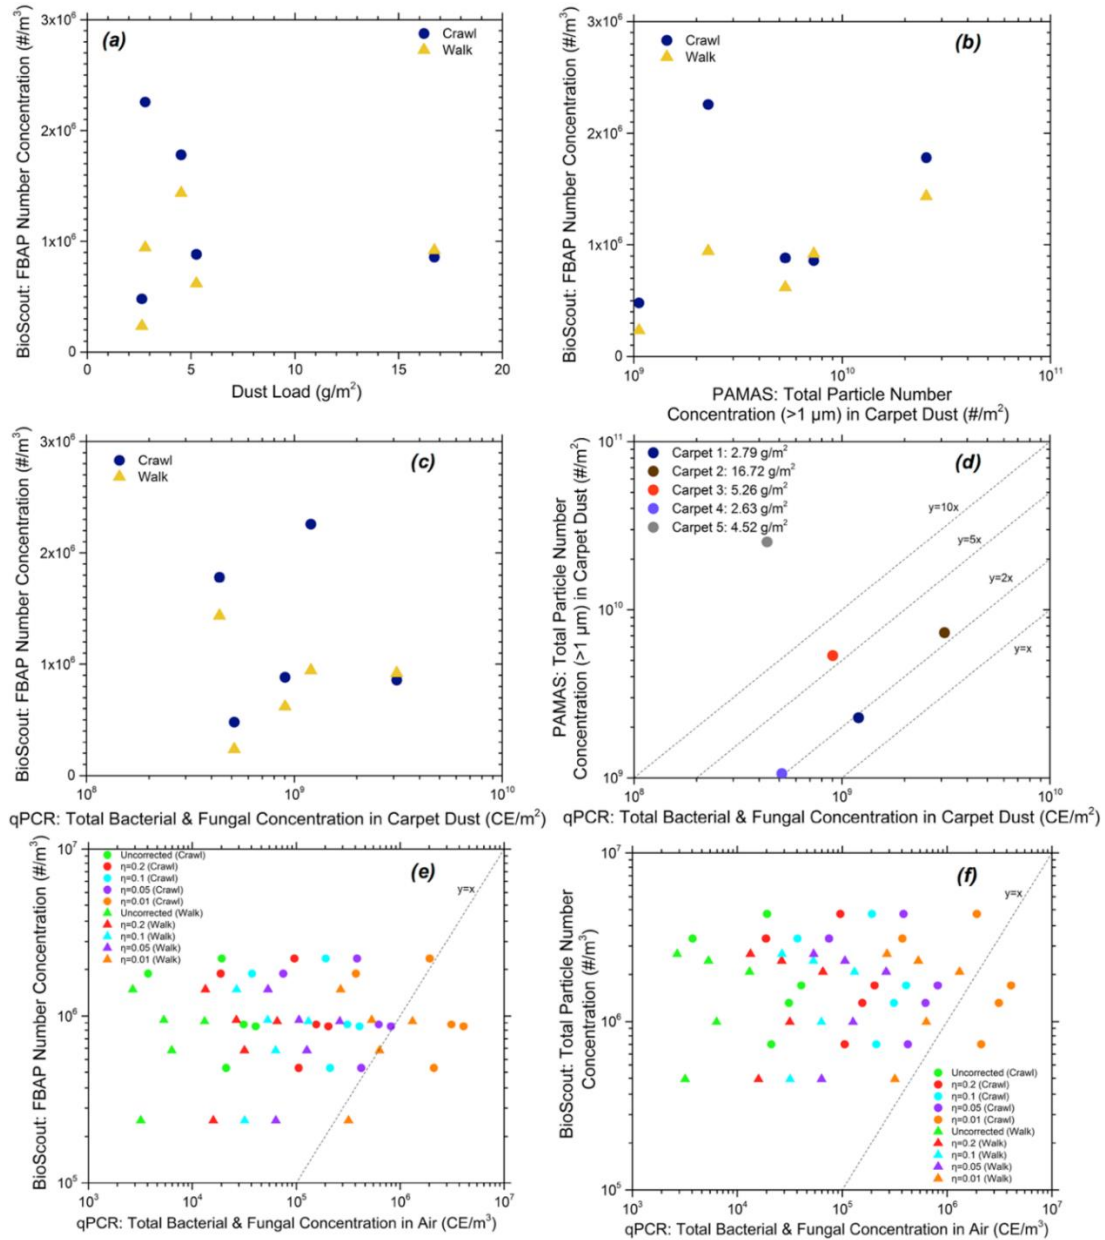 (a)
Crawl
Walk
3x10⁶
2x10⁶
1x10⁶
0
0 5 10 15 20
BioScout: FBAP Number Concentration (#/m³)
Dust Load (g/m²)
(b)
Crawl
Walk
3x10⁶
2x10⁶
1x10⁶
0
10⁹ 10¹⁰ 10¹¹
BioScout: FBAP Number Concentration (#/m³)
PAMAS: Total Particle Number
Concentration (>1 µm) in Carpet Dust (#/m²)
(c)
Crawl
Walk
3x10⁶
2x10⁶
1x10⁶
0
10⁸ 10⁹ 10¹⁰
BioScout: FBAP Number Concentration (#/m³)
qPCR: Total Bacterial & Fungal Concentration in Carpet Dust (CE/m²)
(d)
Carpet 1: 2.79 g/m²
Carpet 2: 16.72 g/m²
Carpet 3: 5.26 g/m²
Carpet 4: 2.63 g/m²
Carpet 5: 4.52 g/m²
y=10x
y=5x
y=2x
y=x
10¹¹
10¹⁰
10⁹
10⁸ 10⁹ 10¹⁰
PAMAS: Total Particle Number
Concentration (>1 µm) in Carpet Dust (#/m²)
qPCR: Total Bacterial & Fungal Concentration in Carpet Dust (CE/m²)
(e)
Uncorrected (Crawl)
η=0.2 (Crawl)
η=0.1 (Crawl)
η=0.05 (Crawl)
η=0.01 (Crawl)
Uncorrected (Walk)
η=0.2 (Walk)
η=0.1 (Walk)
η=0.05 (Walk)
η=0.01 (Walk)
y=x
10⁷
10⁶
10⁵
10³ 10⁴ 10⁵ 10⁶ 10⁷
BioScout: FBAP Number Concentration (#/m³)
qPCR: Total Bacterial & Fungal Concentration in Air (CE/m³)
(f)
y=x
Uncorrected (Crawl)
η=0.2 (Crawl)
η=0.1 (Crawl)
η=0.05 (Crawl)
η=0.01 (Crawl)
Uncorrected (Walk)
η=0.2 (Walk)
η=0.1 (Walk)
η=0.05 (Walk)
η=0.01 (Walk)
10⁷
10⁶
10⁵
10³ 10⁴ 10⁵ 10⁶ 10⁷
BioScout: Total Particle Number
Concentration (#/m³)
qPCR: Total Bacterial & Fungal Concentration in Air (CE/m³)